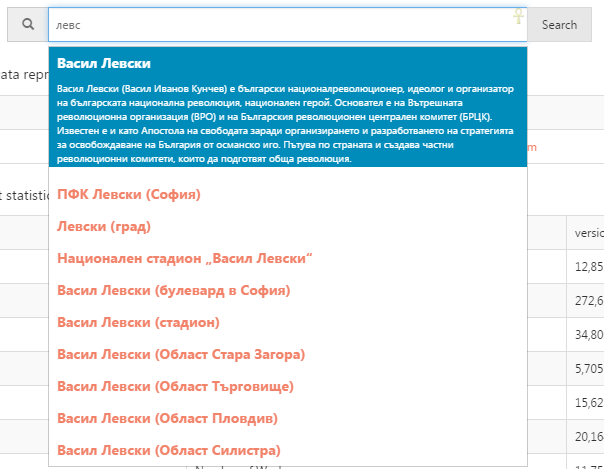 левс
Search
Васил Левски
Васил Левски (Васил Иванов Кунчев) е български националреволюционер, идеолог и организатор
на българската национална революция, национален герой. Основател е на Вътрешната
революционна организация (ВРО) и на Българския революционен централен комитет (БРЦК).
Известен е и като Апостола на свободата заради организирането и разработването на стратегията
за освобождаване на България от османско иго. Пътува по страната и създава частни
революционни комитети, които да подготвят обща революция.
ata repr
m
ПФК Левски (София)
t statistic
Левски (град)
versio
Национален стадион „Васил Левски“
12,85
Васил Левски (булевард в София)
272,6
Васил Левски (стадион)
34,80
Васил Левски (Област Стара Загора)
5,705
Васил Левски (Област Търговище)
15,62
Васил Левски (Област Пловдив)
20,16
Васил Левски (Област Силистра)